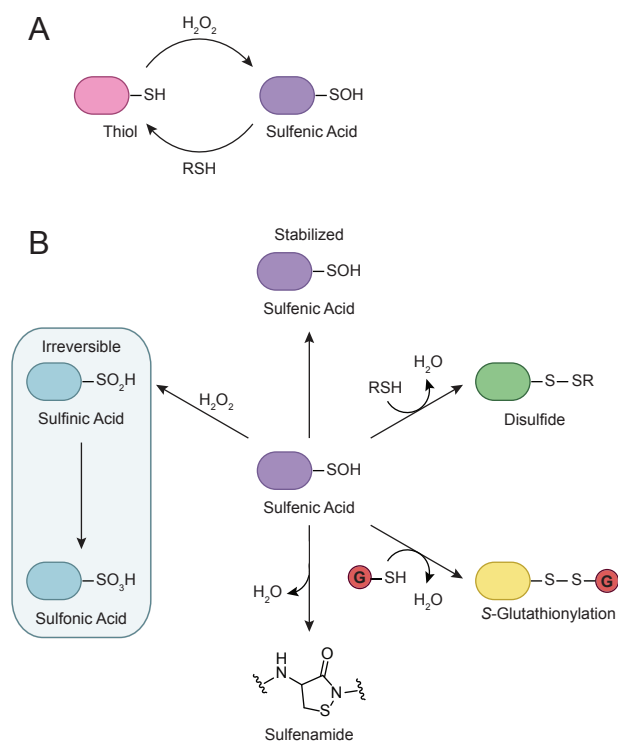 A
H₂O₂
SH
SOH
Thiol
Sulfenic Acid
RSH
B
Stabilized
SOH
Sulfenic Acid
Irreversible
SO₂H
Sulfinic Acid
H₂O₂
RSH
H₂O
S
SR
Disulfide
SOH
Sulfenic Acid
SO₃H
Sulfonic Acid
H₂O
G
SH
H₂O
S
S
G
S-Glutathionylation
H
N
O
N
S
Sulfenamide